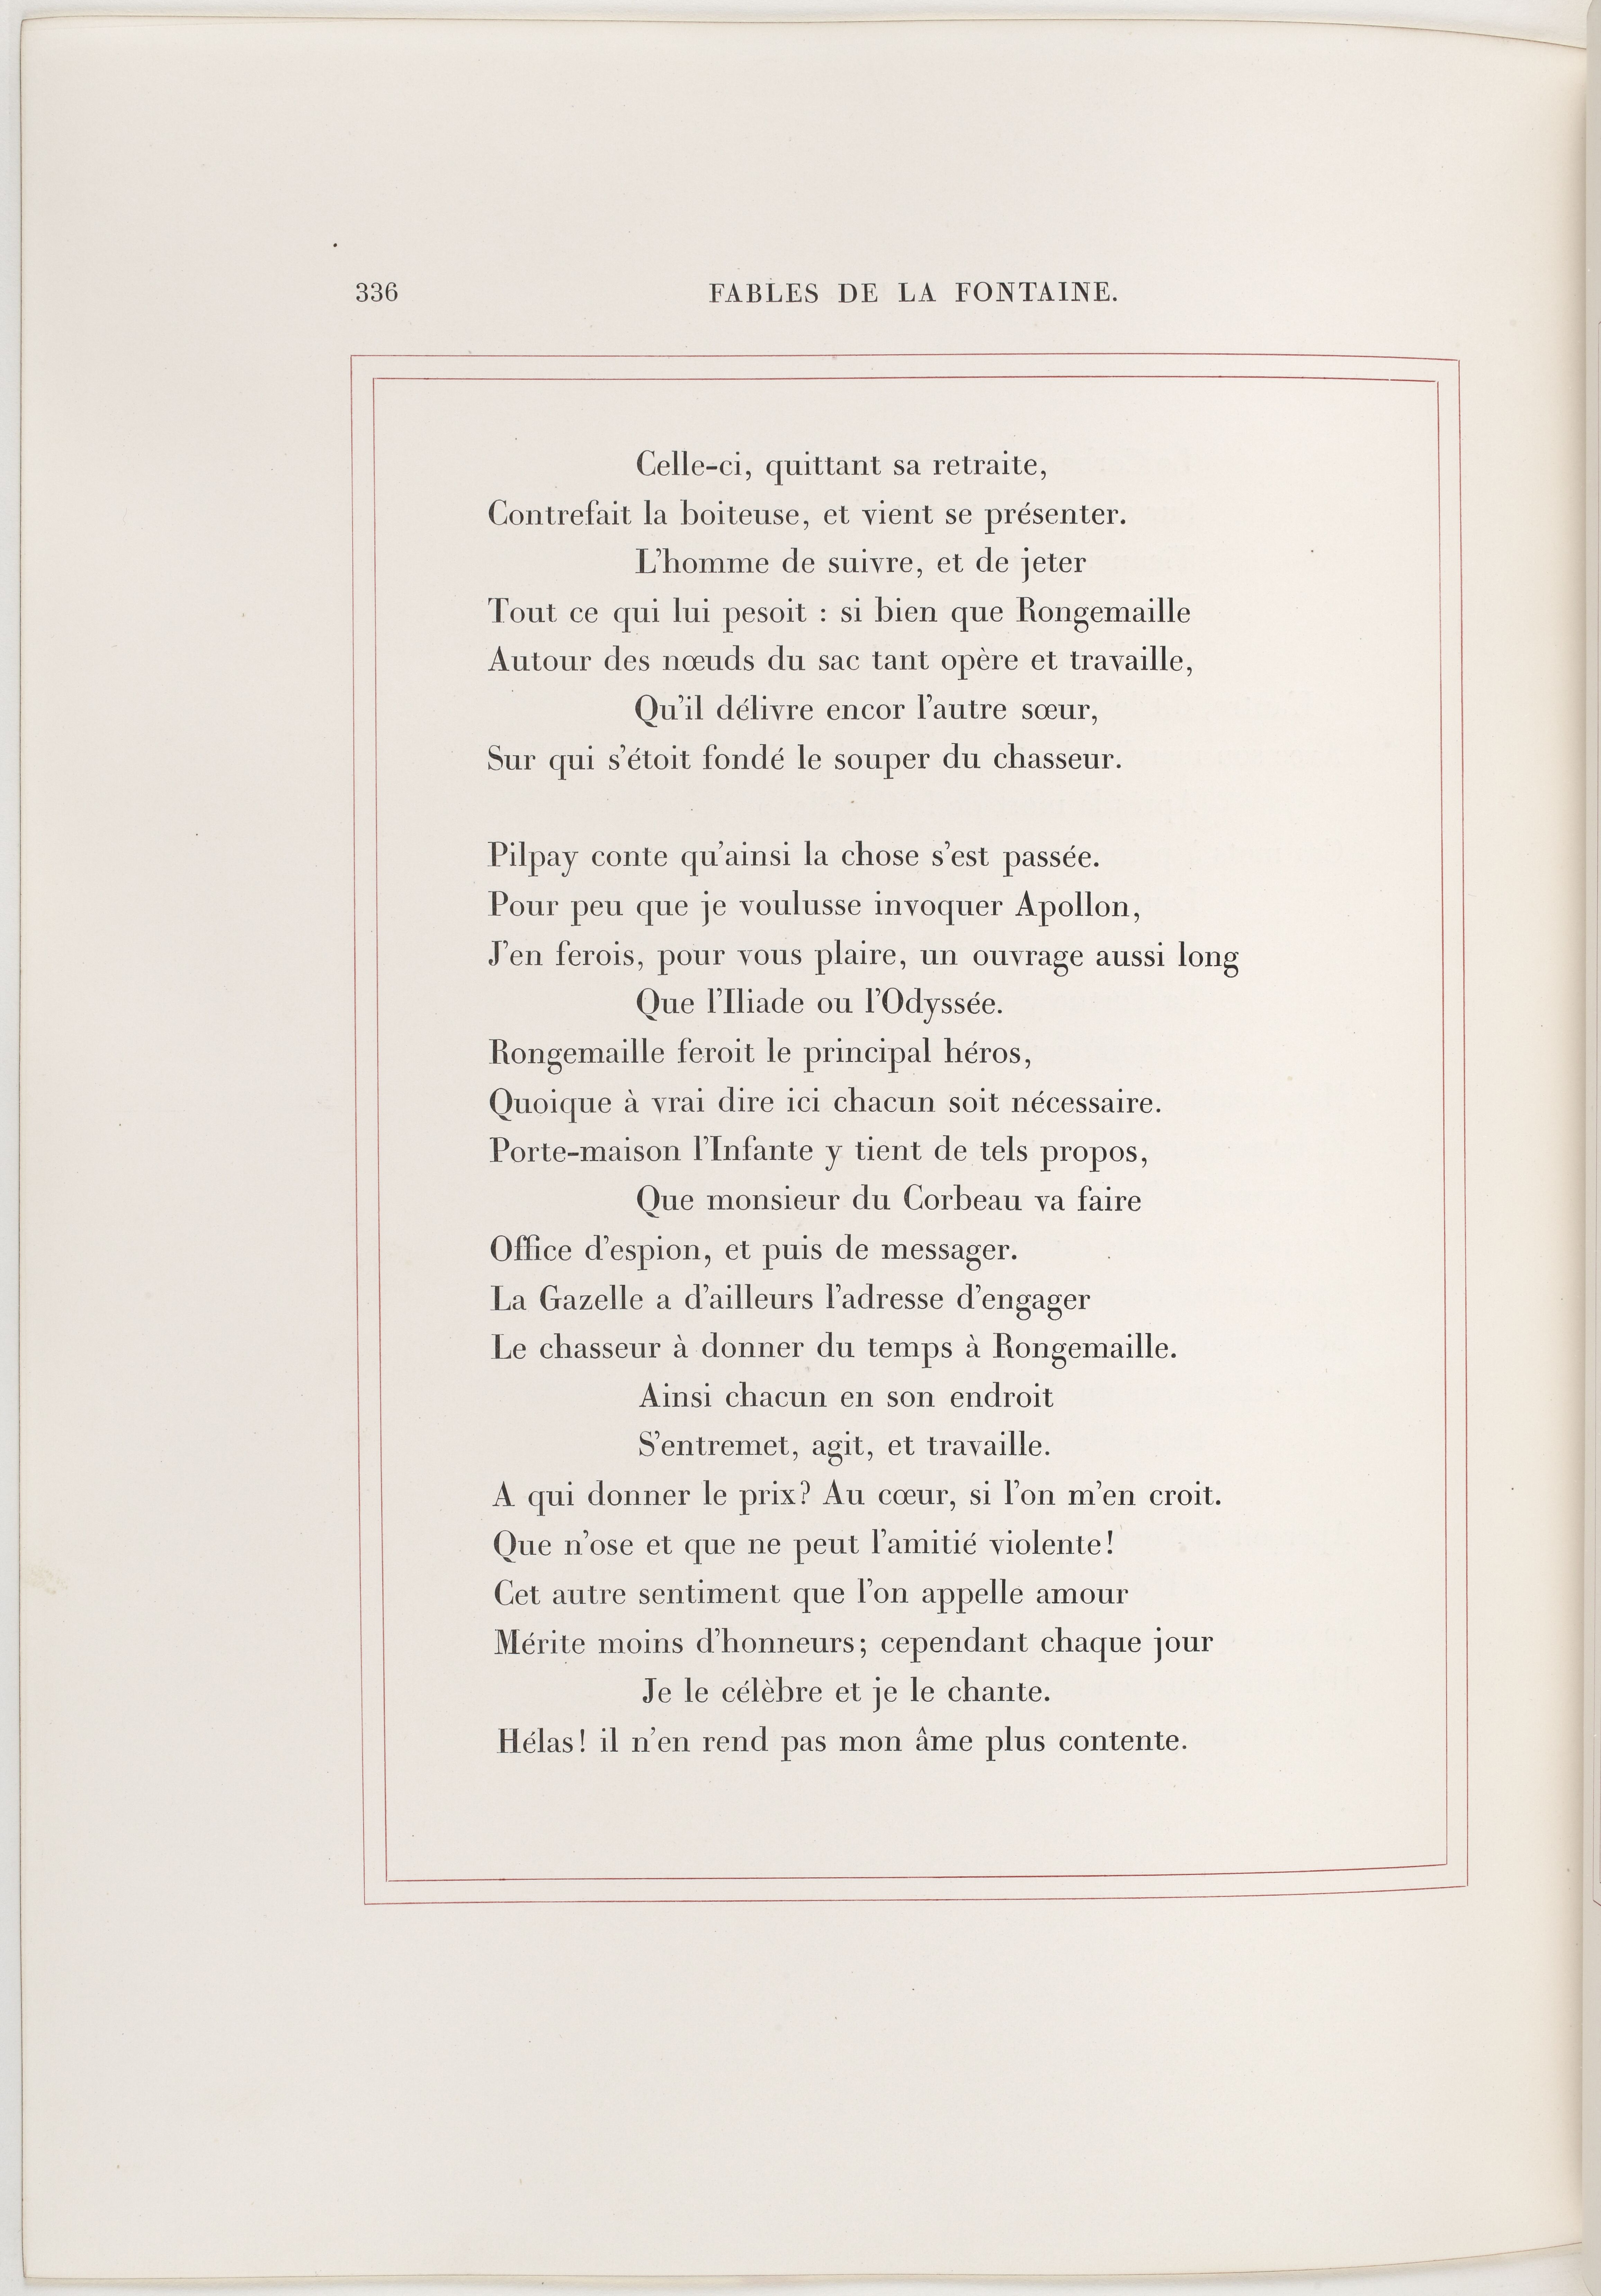 336
FABLES DE LA FONTAINE.
Celle-ci, quittant sa retraite,
Contrefait la boiteuse, et vient se présenter.
L'homme de suivre, et de jeter
Tout ce qui lui pesoit : si bien que Rongemaille
Autour des nœuds du sac tant opère et travaille,
Qu'il délivre encor l'autre sœur,
Sur qui s'étoit fondé le souper du chasseur.
Pilpay conte qu'ainsi la chose s'est passée.
Pour peu que je voulusse invoquer Apollon,
J'en ferois, pour vous plaire, un ouvrage aussi long
Que l'Iliade ou l'Odyssée.
Rongemaille feroit le principal héros,
Quoique à vrai dire ici chacun soit nécessaire.
Porte-maison l'Infante y tient de tels propos,
Que monsieur du Corbeau va faire
Office d'espion, et puis de messager.
La Gazelle a d'ailleurs l'adresse d'engager
Le chasseur à donner du temps à Rongemaille.
Ainsi chacun en son endroit
S'entremet, agit, et travaille.
A qui donner le prix? Au cœur, si l'on m'en croit.
Que n'ose et que ne peut l'amitié violente!
Cet autre sentiment que l'on appelle amour
Mérite moins d'honneurs; cependant chaque jour
Je le célèbre et je le chante.
Hélas! il n'en rend pas mon âme plus contente.